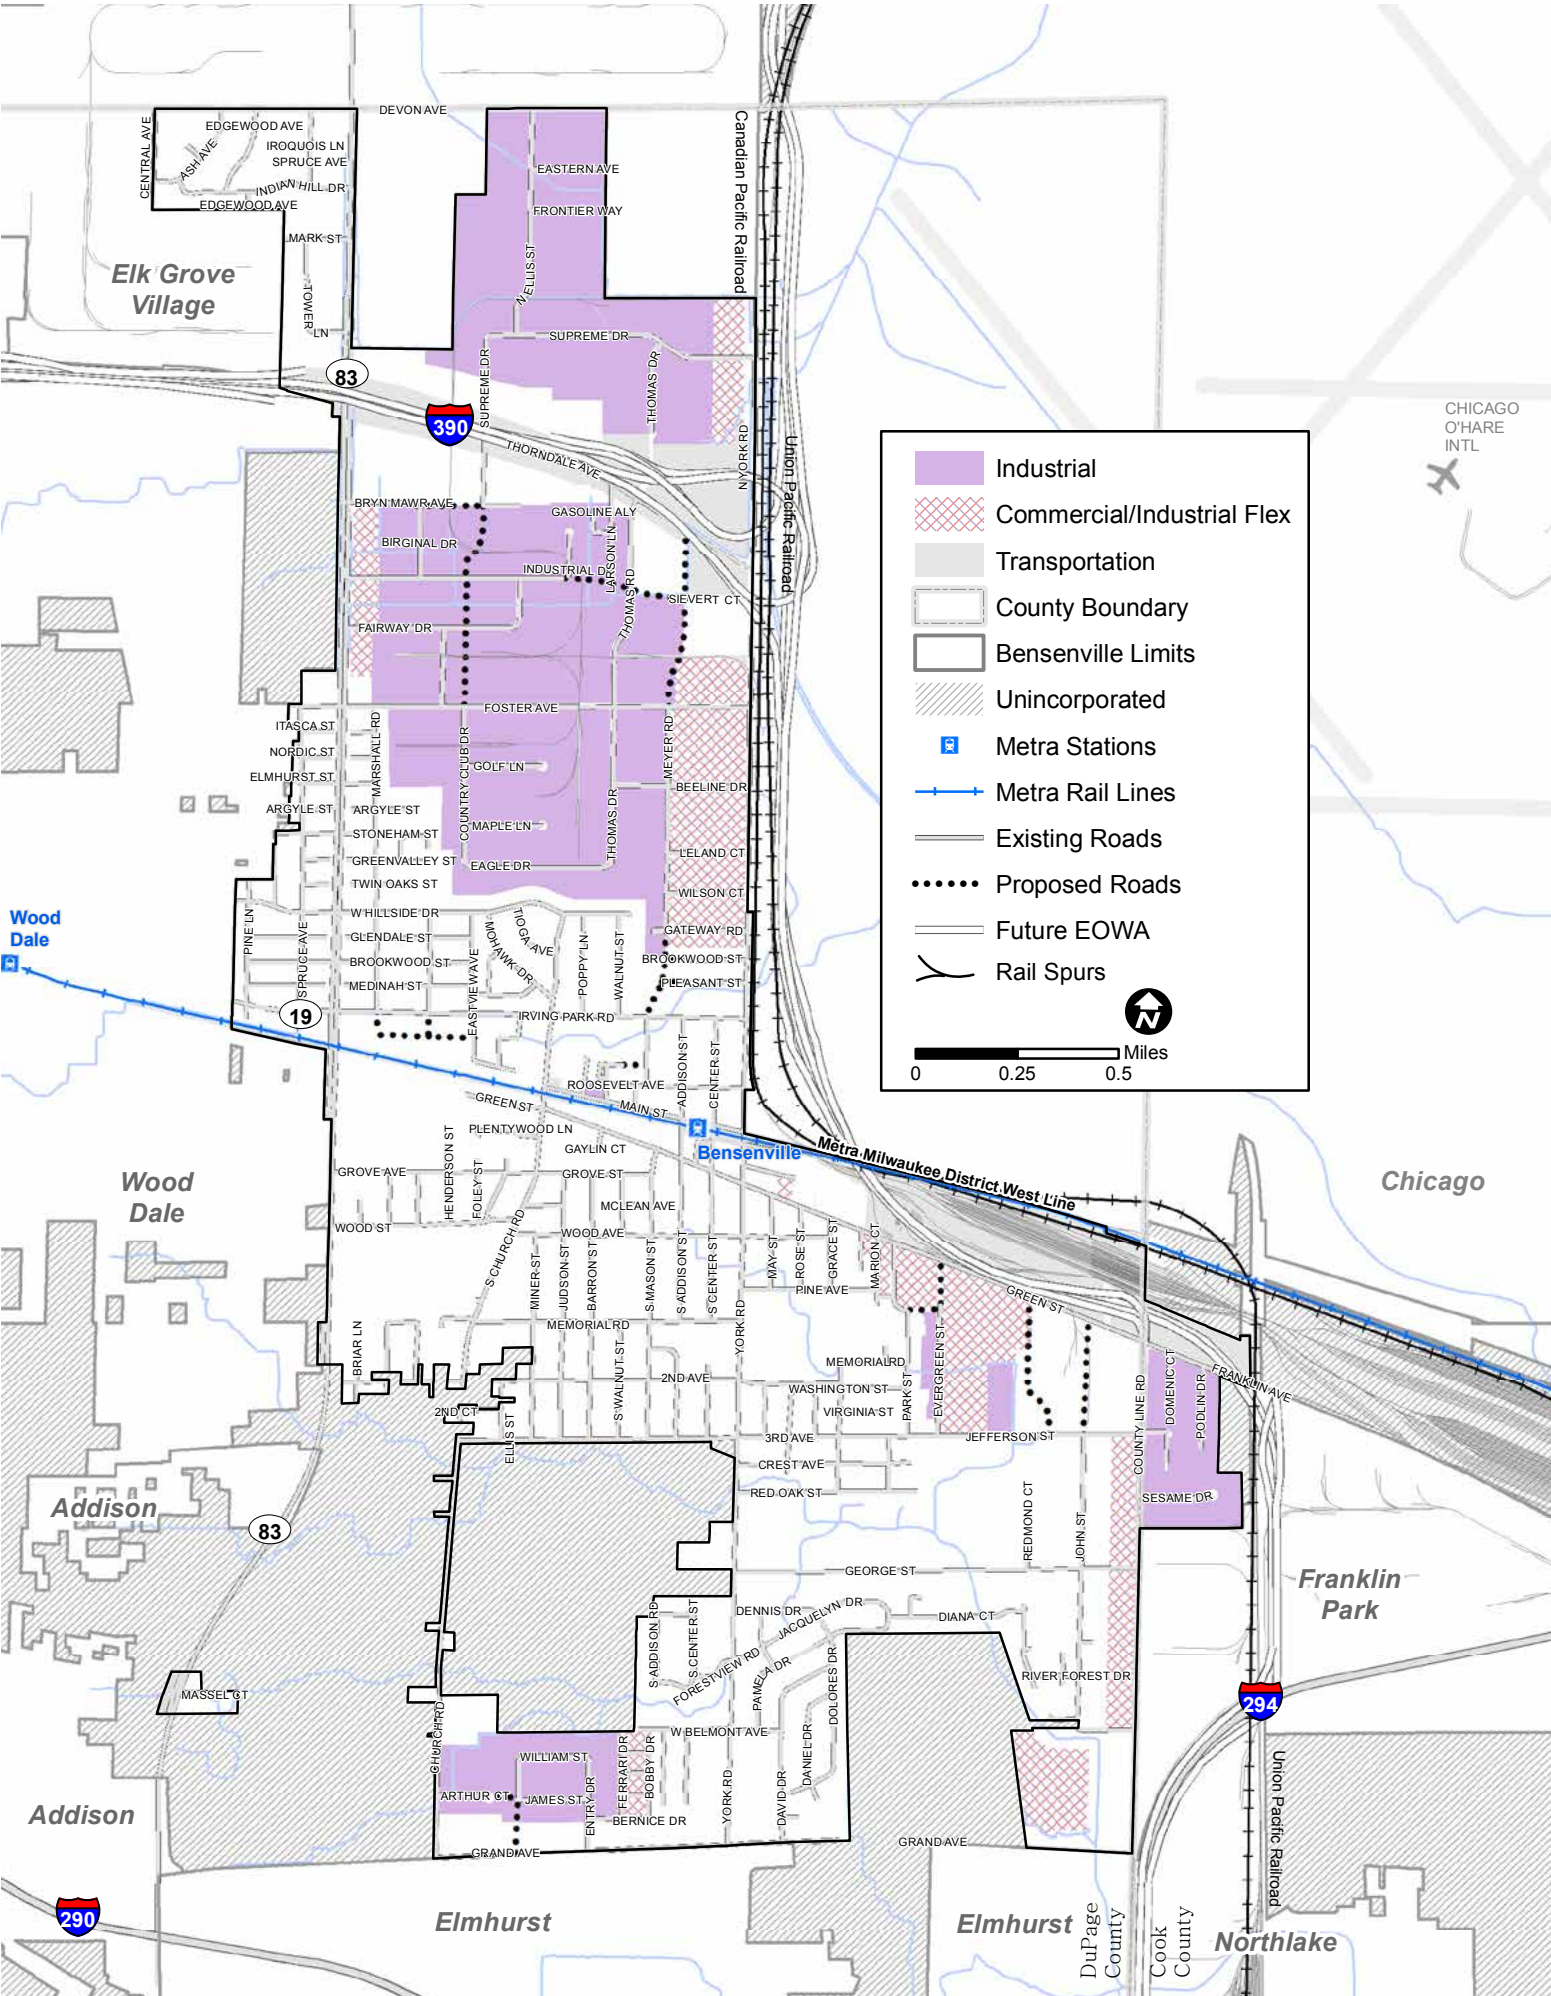 DEVON AVE
CENTRAL AVE
EDGEWOOD AVE
ASH AVE
IROQUOIS LN
SPRUCE AVE
INDIAN HILL DR
EDGEWOOD AVE
MARK ST
TOWER
LN
Elk Grove
Village
EASTERN AVE
FRONTIER WAY
N ELLIS ST
Canadian Pacific Railroad
SUPREME DR
SUPREME DR
THOMAS DR
83
390
THORNDALE AVE
N YORK RD
Union Pacific Railroad
CHICAGO
O'HARE
INTL
Industrial
Commercial/Industrial Flex
Transportation
County Boundary
Bensenville Limits
Unincorporated
Metra Stations
Metra Rail Lines
Existing Roads
Proposed Roads
Future EOWA
Rail Spurs
N
Miles
0
0.25
0.5
BRYN MAWR AVE
GASOLINE ALY
BIRGINAL DR
LARSON LN
INDUSTRIAL D
THOMAS RD
SIEVERT CT
FAIRWAY DR
FOSTER AVE
ITASCA ST
NORDIC ST
ELMHURST ST
ARGYLE ST
MARSHALL RD
COUNTRY CLUB DR
GOLF LN
MEYER RD
BEELINE DR
ARGYLE ST
STONEHAM ST
MAPLE LN
THOMAS DR
GREENVALLEY ST
EAGLE DR
LELAND CT
TWIN OAKS ST
WILSON CT
Wood
Dale
PINE LN
W HILLSIDE DR
TIOGA AVE
GLENDALE ST
MOHAWK DR
GATEWAY RD
SPRUCE AVE
BROOKWOOD ST
EASTVIEW AVE
POPPY LN
WALNUT ST
BROOKWOOD ST
MEDINAH ST
PLEASANT ST
19
IRVING PARK RD
ADDISON ST
CENTER ST
ROOSEVELT AVE
GREEN ST
MAIN ST
PLENTYWOOD LN
Bensenville
Metra Milwaukee District West Line
GAYLIN CT
GROVE AVE
HENDERSON ST
FOLEY ST
GROVE ST
Wood
Dale
Chicago
MCLEAN AVE
WOOD ST
S CHURCH RD
WOOD AVE
MINER ST
JUDSON ST
BARRON ST
S MASON ST
S ADDISON ST
S CENTER ST
MAY ST
ROSE ST
GRACE ST
MARION CT
PINE AVE
GREEN ST
BRIAR LN
MEMORIAL RD
YORK RD
S WALNUT ST
2ND AVE
MEMORIAL RD
WASHINGTON ST
PARK ST
EVERGREEN ST
VIRGINIA ST
COUNTY LINE RD
DOMENIC CT
PODLIN DR
FRANKLIN AVE
2ND CT
ELLIS ST
3RD AVE
JEFFERSON ST
CREST AVE
RED OAK ST
SESAME DR
Addison
83
REDMOND CT
JOHN ST
GEORGE ST
Franklin
Park
S ADDISON RD
S CENTER ST
DENNIS DR
JACQUELYN DR
DIANA CT
FORESTVIEW RD
PAMELA DR
DOLORES DR
RIVER FOREST DR
MASSEL CT
294
CHURCH RD
W BELMONT AVE
WILLIAM ST
FERRARI DR
BOBBY DR
DANIEL DR
ARTHUR CT
JAMES ST
ENTRY DR
YORK RD
DAVID DR
BERNICE DR
Addison
GRAND AVE
GRAND AVE
Union Pacific Railroad
290
Elmhurst
Elmhurst
DuPage
County
Cook
County
Northlake